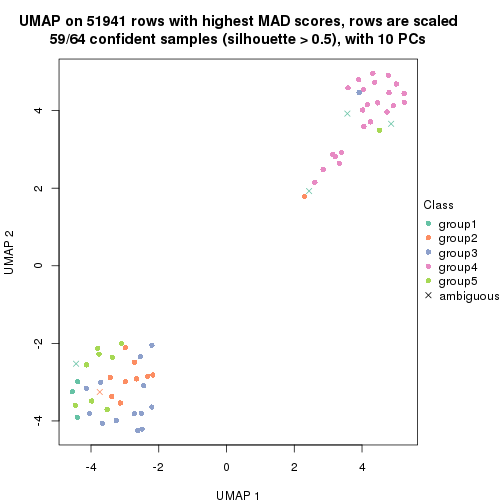 UMAP on 51941 rows with highest MAD scores, rows are scaled
59/64 confident samples (silhouette > 0.5), with 10 PCs
UMAP 2
4
2
0
-2
-4
-4
-2
0
2
4
UMAP 1
Class
group1
group2
group3
group4
group5
ambiguous